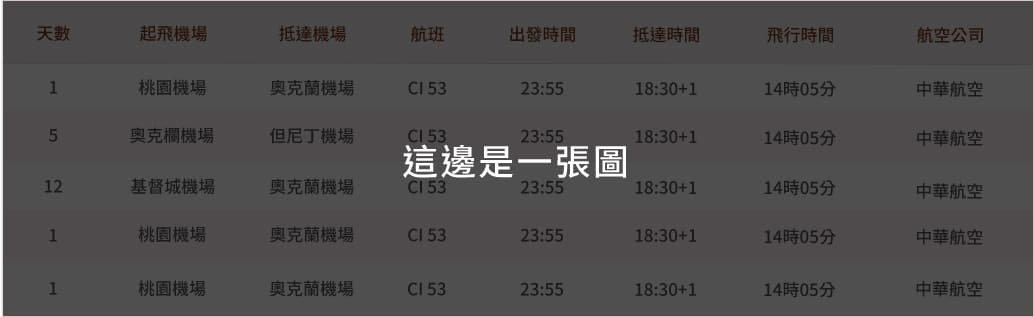 天數 起飛機場 抵達機場 航班 出發時間 抵達時間 飛行時間 航空公司
1 桃園機場 奧克蘭機場 CI 53 23:55 18:30+1 14時05分 中華航空
5 奧克欄機場 但尼丁機場 CI 53 23:55 18:30+1 14時05分 中華航空
這邊是一張圖
12 基督城機場 奧克蘭機場 CI 53 23:55 18:30+1 14時05分 中華航空
1 桃園機場 奧克蘭機場 CI 53 23:55 18:30+1 14時05分 中華航空
1 桃園機場 奧克蘭機場 CI 53 23:55 18:30+1 14時05分 中華航空